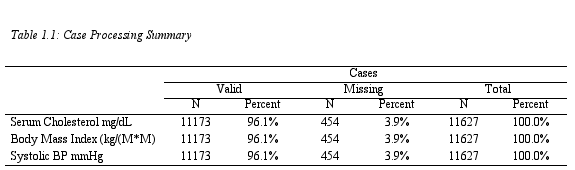 Table 1.1: Case Processing Summary
Cases
Valid Missing Total
N Percent N Percent N Percent
Serum Cholesterol mg/dL 11173 96.1% 454 3.9% 11627 100.0%
Body Mass Index (kg/(M*M) 11173 96.1% 454 3.9% 11627 100.0%
Systolic BP mmHg 11173 96.1% 454 3.9% 11627 100.0%